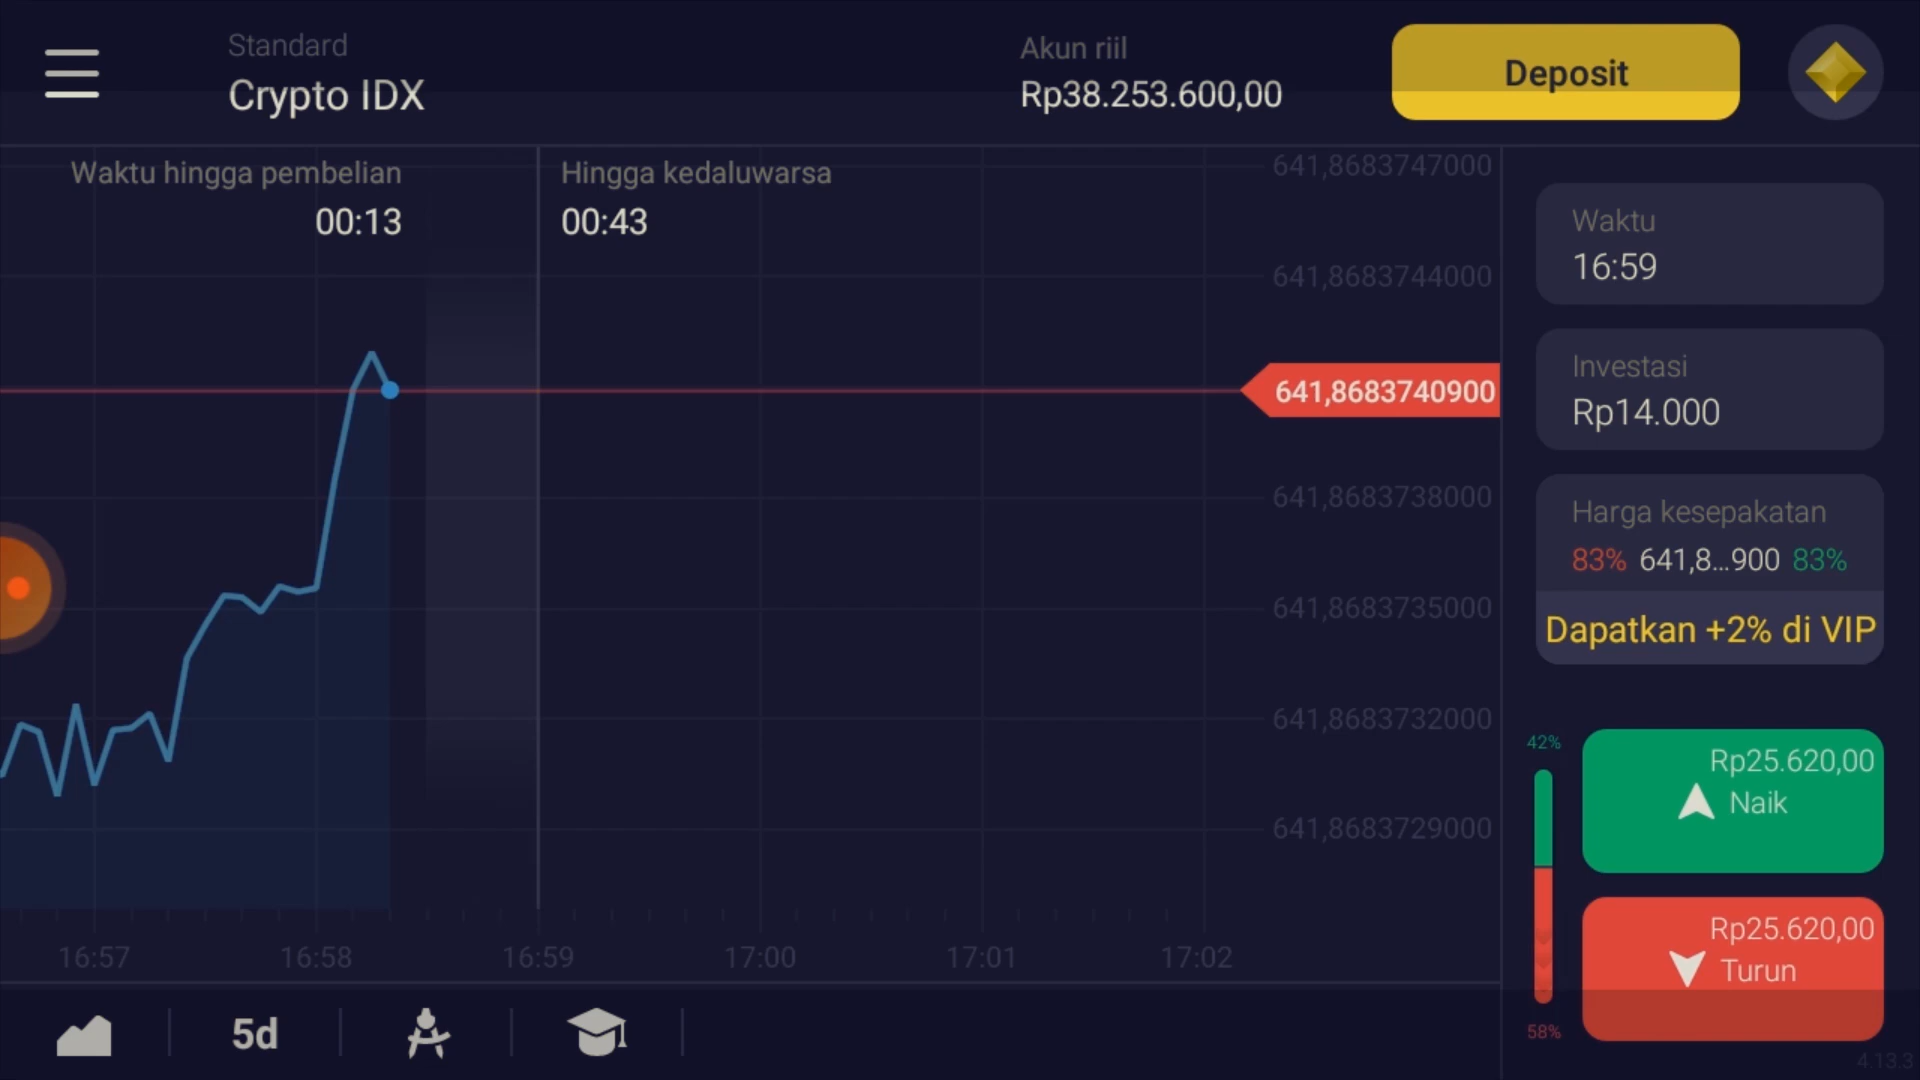 Standard
Crypto IDX
Akun riil
Rp38.253.600,00
Deposit
Waktu hingga pembelian
00:13
Hingga kedaluwarsa
00:43
641,8683747000
641,8683744000
641,8683740900
641,8683738000
641,8683735000
641,8683732000
641,8683729000
16:57
16:58
16:59
17:00
17:01
17:02
5d
Waktu
16:59
Investasi
Rp14.000
Harga kesepakatan
83% 641,8...900 83%
Dapatkan +2% di VIP
42%
Rp25.620,00
Naik
Rp25.620,00
Turun
58%
4.13.3